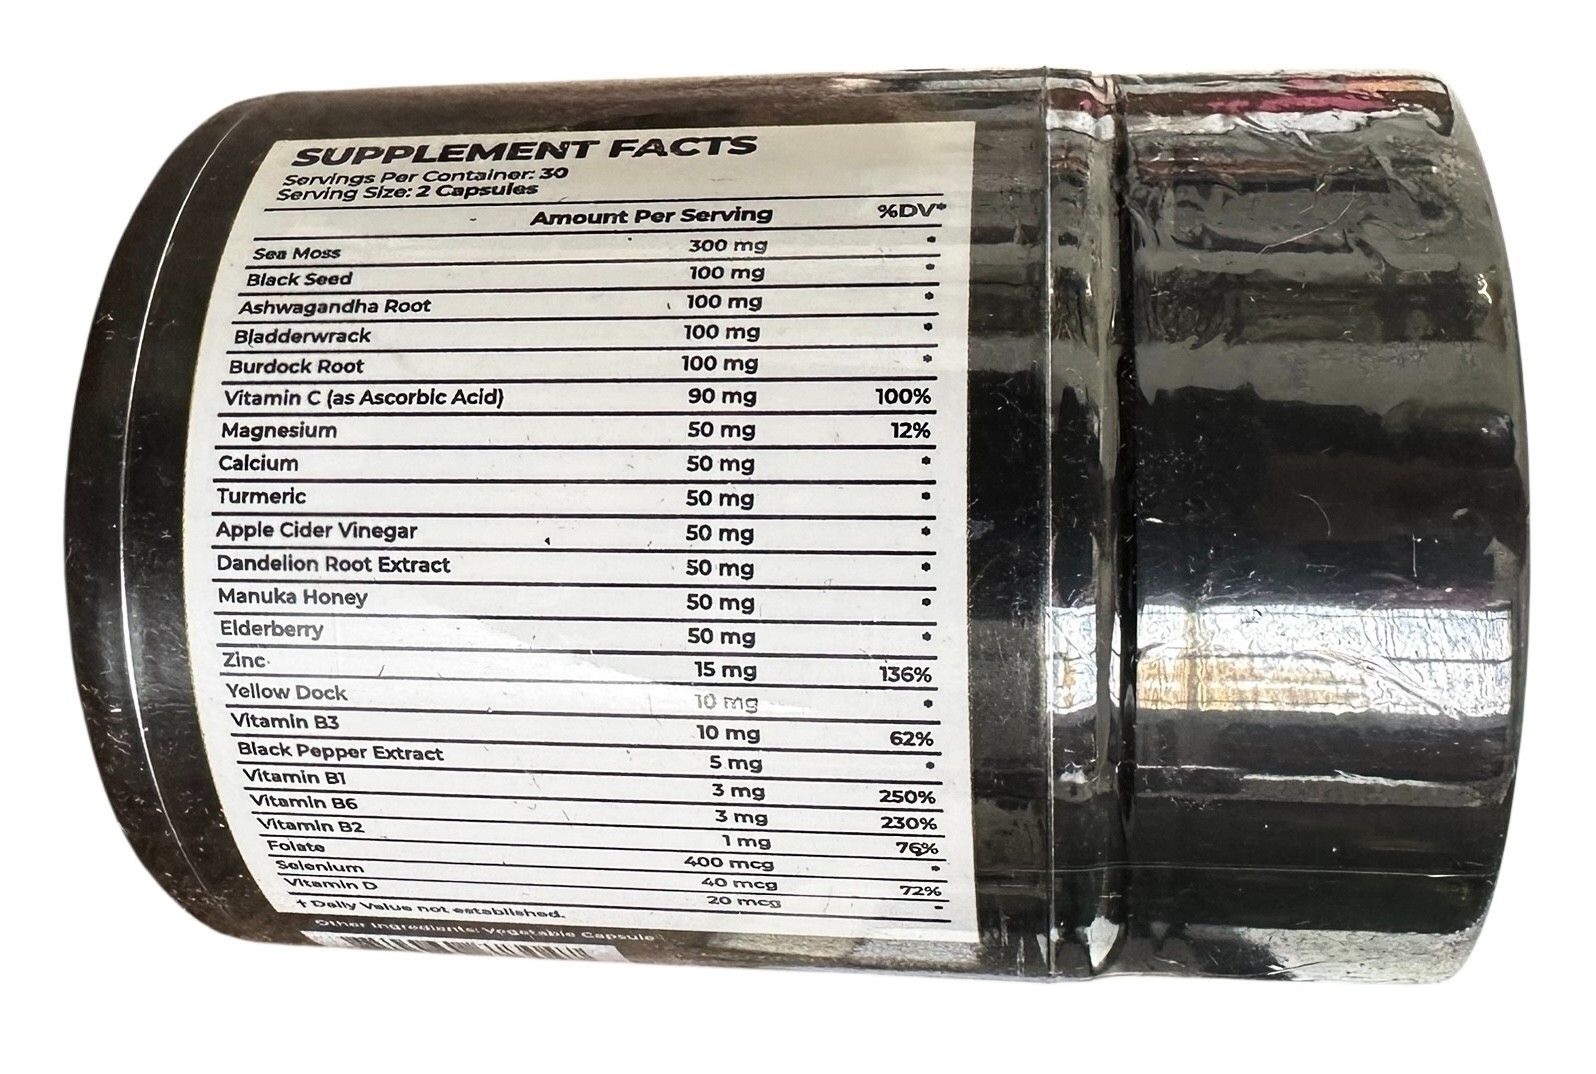 SUPPLEMENT FACTS
Servings Per Container: 30
Serving Size: 2 Capsules
Amount Per Serving %DV*
Sea Moss 300 mg *
Black Seed 100 mg *
Ashwagandha Root 100 mg *
Bladderwrack 100 mg *
Burdock Root 100 mg *
Vitamin C (as Ascorbic Acid) 90 mg 100%
Magnesium 50 mg 12%
Calcium 50 mg *
Turmeric 50 mg *
Apple Cider Vinegar 50 mg *
Dandelion Root Extract 50 mg *
Manuka Honey 50 mg *
Elderberry 50 mg *
Zinc 15 mg 136%
Yellow Dock 10 mg *
Vitamin B3 10 mg 62%
Black Pepper Extract 5 mg *
Vitamin B1 3 mg 250%
Vitamin B6 3 mg 230%
Vitamin B2 1 mg 76%
Folate 400 mcg *
Selenium 40 mcg 72%
Vitamin D 20 mcg *
† Daily Value not established.
Other Ingredients: Vegetable Capsule